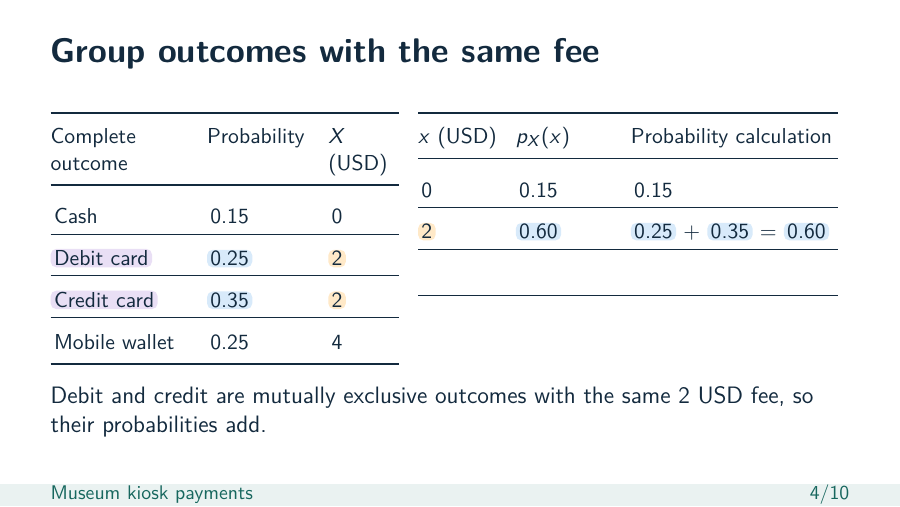 Group outcomes with the same fee
Complete outcome Probability X (USD)
Cash 0.15 0
Debit card 0.25 2
Credit card 0.35 2
Mobile wallet 0.25 4
x (USD) pX(x) Probability calculation
0 0.15 0.15
2 0.60 0.25 + 0.35 = 0.60
Debit and credit are mutually exclusive outcomes with the same 2 USD fee, so
their probabilities add.
Museum kiosk payments 4/10